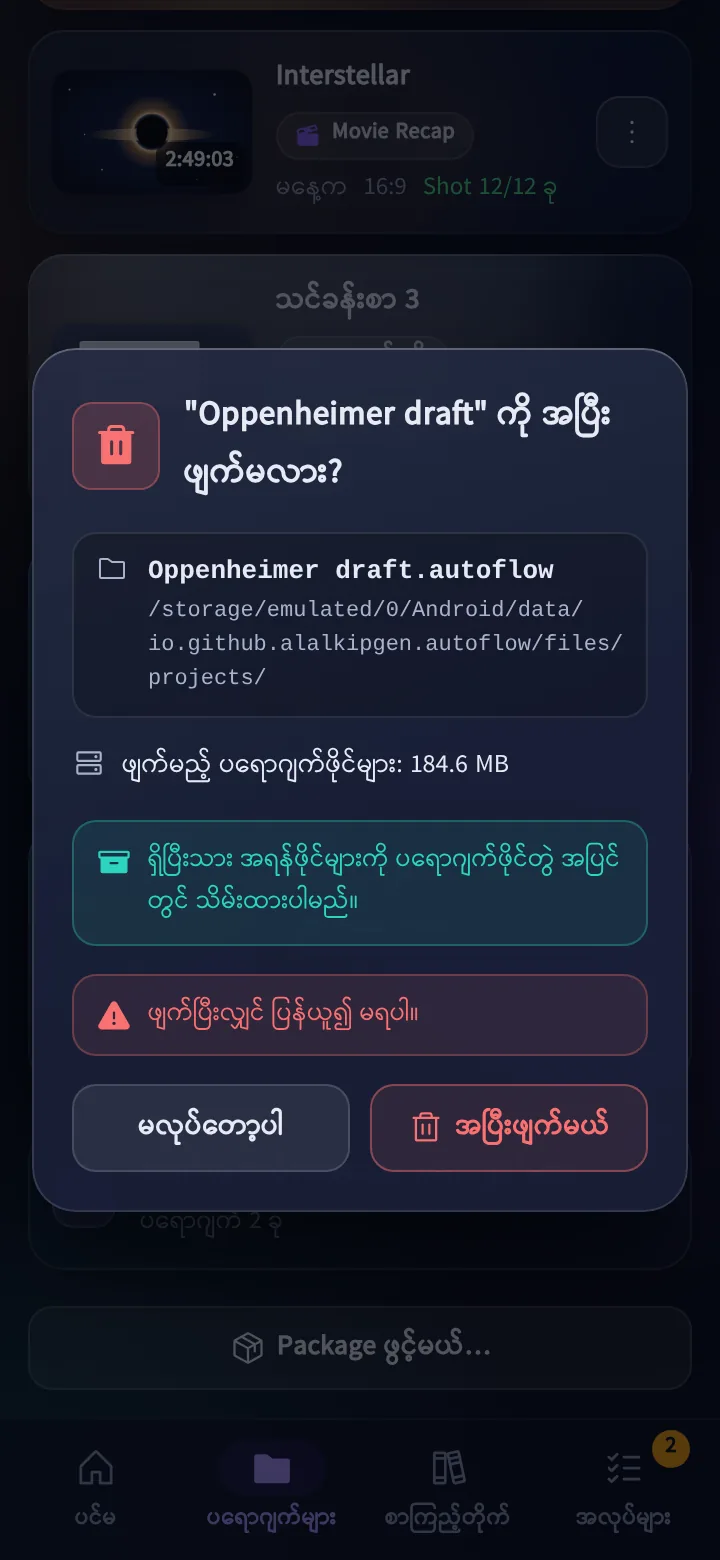 Interstellar
Movie Recap
2:49:03
မနေ့က 16:9 Shot 12/12 ခု
သင်ခန်းစာ 3
"Oppenheimer draft" ကို အပြီး
ဖျက်မလား?
Oppenheimer draft.autoflow
/storage/emulated/0/Android/data/
io.github.alalkipgen.autoflow/files/
projects/
ဖျက်မည့် ပရောဂျက်ဖိုင်များ: 184.6 MB
ရှိပြီးသား အရန်ဖိုင်များကို ပရောဂျက်ဖိုင်တွဲ အပြင်
တွင် သိမ်းထားပါမည်။
ဖျက်ပြီးလျှင် ပြန်ယူ၍ မရပါ။
မလုပ်တော့ပါ
အပြီးဖျက်မယ်
ပရောဂျက် 2 ခု
Package ဖွင့်မယ်...
2
ပင်မ
ပရောဂျက်များ
စာကြည့်တိုက်
အလုပ်များ